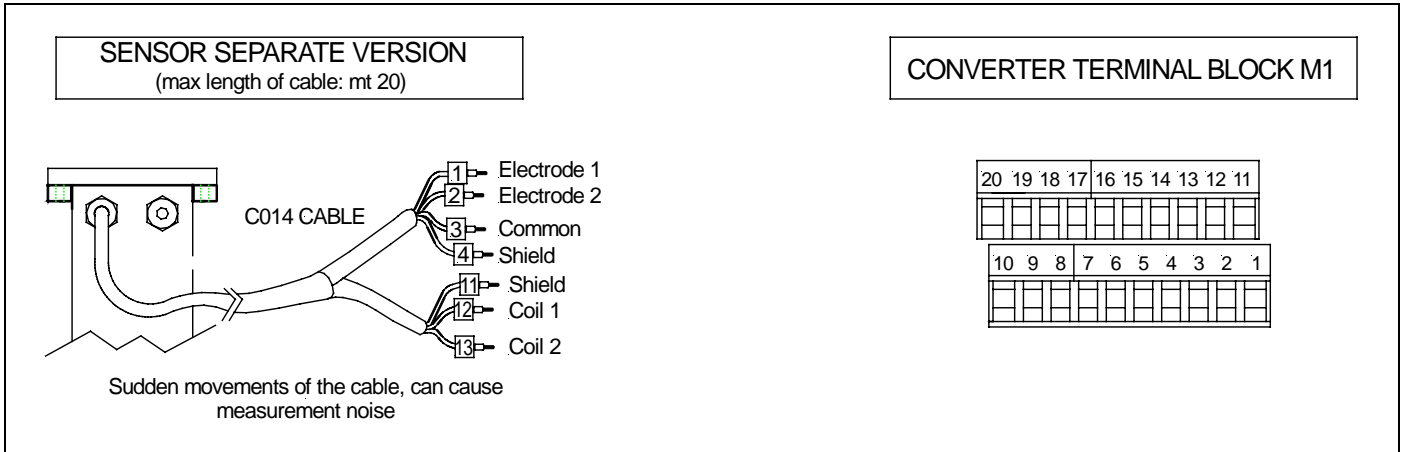 SENSOR SEPARATE VERSION
(max length of cable: mt 20)
CONVERTER TERMINAL BLOCK M1
C014 CABLE
1 Electrode 1
2 Electrode 2
3 Common
4 Shield
11 Shield
12 Coil 1
13 Coil 2
Sudden movements of the cable, can cause
measurement noise
20 19 18 17 16 15 14 13 12 11
10 9 8 7 6 5 4 3 2 1